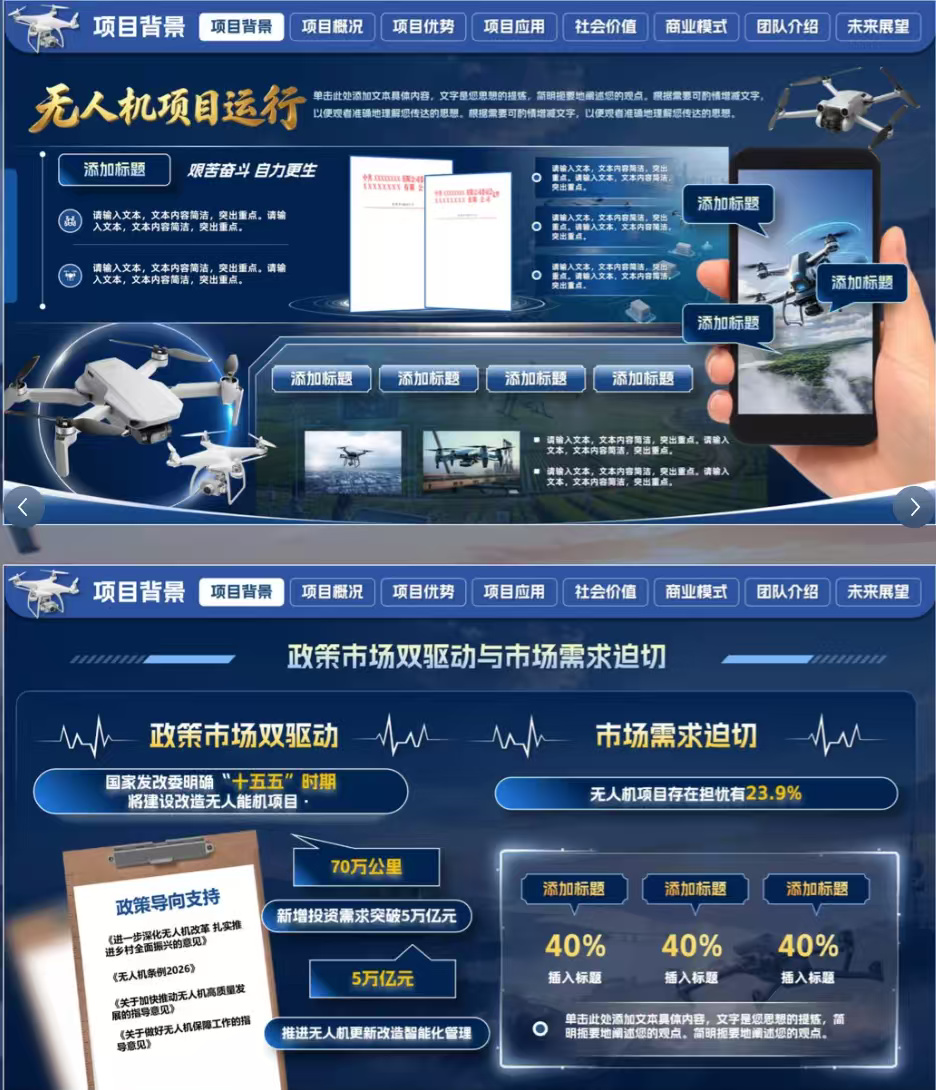 项目背景
项目背景
项目概况
项目优势
项目应用
社会价值
商业模式
团队介绍
未来展望
无人机项目运行
单击此处添加文本具体内容，文字是您思想的提炼，简明扼要地阐述您的观点。根据需要可酌情增减文字，
以便观者准确地理解您传达的思想。根据需要可酌情增减文字，以便观者准确地理解您传达的思想。
添加标题
艰苦奋斗 自力更生
请输入文本，文本内容简洁，突出重点。请输
入文本，文本内容简洁，突出重点。
请输入文本，文本内容简洁，突出重点。请输
入文本，文本内容简洁，突出重点。
请输入文本，文本内容简洁，突出
重点。请输入文本，文本内容简洁，
突出重点。
请输入文本，文本内容简洁，突出
重点。请输入文本，文本内容简洁，
突出重点。
请输入文本，文本内容简洁，突出
重点。请输入文本，文本内容简洁，
突出重点。
添加标题
添加标题
添加标题
添加标题
添加标题
添加标题
添加标题
请输入文本，文本内容简洁，突出重点。请输入
文本，文本内容简洁，突出重点。
请输入文本，文本内容简洁，突出重点。请输入
文本，文本内容简洁，突出重点。
项目背景
项目背景
项目概况
项目优势
项目应用
社会价值
商业模式
团队介绍
未来展望
政策市场双驱动与市场需求迫切
政策市场双驱动
国家发改委明确“十五五”时期
将建设改造无人能机项目·
政策导向支持
《进一步深化无人机改革 扎实推
进乡村全面振兴的意见》
《无人机条例2026》
《关于加快推动无人机高质量发
展的指导意见》
《关于做好无人机保障工作的指
导意见》
70万公里
新增投资需求突破5万亿元
5万亿元
推进无人机更新改造智能化管理
市场需求迫切
无人机项目存在担忧有23.9%
添加标题
添加标题
添加标题
40%
40%
40%
插入标题
插入标题
插入标题
单击此处添加文本具体内容，文字是您思想的提炼，简
明扼要地阐述您的观点。简明扼要地阐述您的观点。